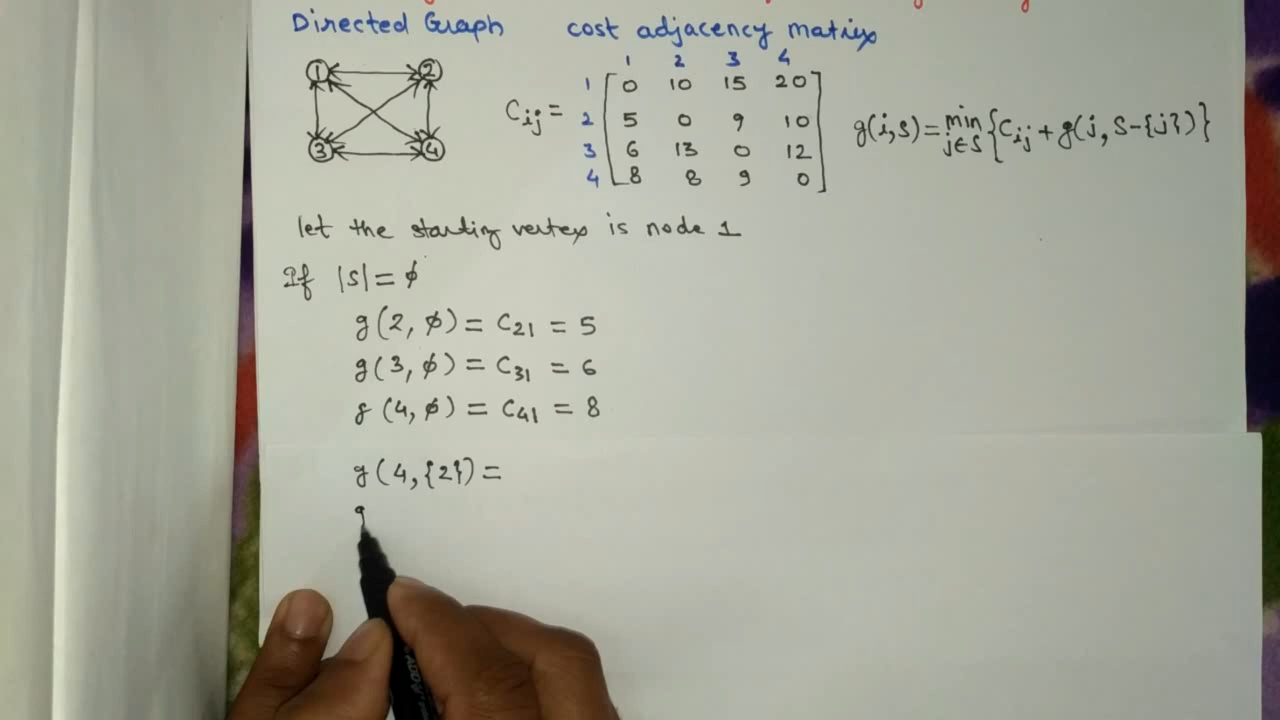 Directed Graph cost adjacency matrix
1 2 3 4
1 2
3 4
Cij =
1 0 10 15 20
2 5 0 9 10
3 6 13 0 12
4 8 8 9 0
g(i,s) = min j∈S {Cij + g(j, S-{j})}
let the starting vertex is node 1
If |s| = ϕ
g(2, ϕ) = C21 = 5
g(3, ϕ) = C31 = 6
g(4, ϕ) = C41 = 8
g(4,{2}) =
g